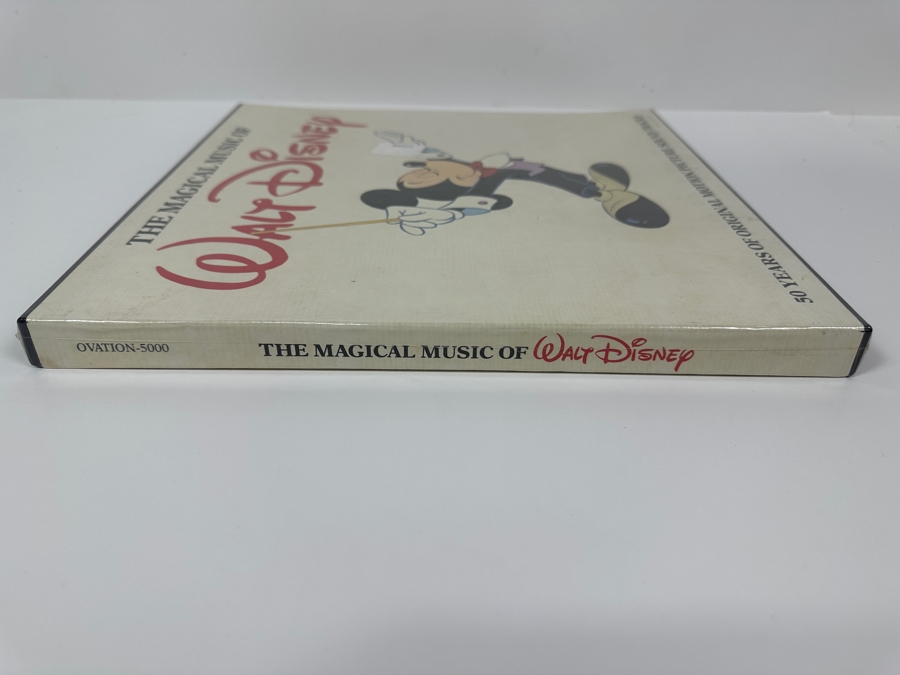 THE MAGICAL MUSIC OF
WALT DISNEY
50 YEARS OF ORIGINAL MOTION PICTURE SOUNDTRACKS
OVATION-5000
THE MAGICAL MUSIC OF WALT DISNEY